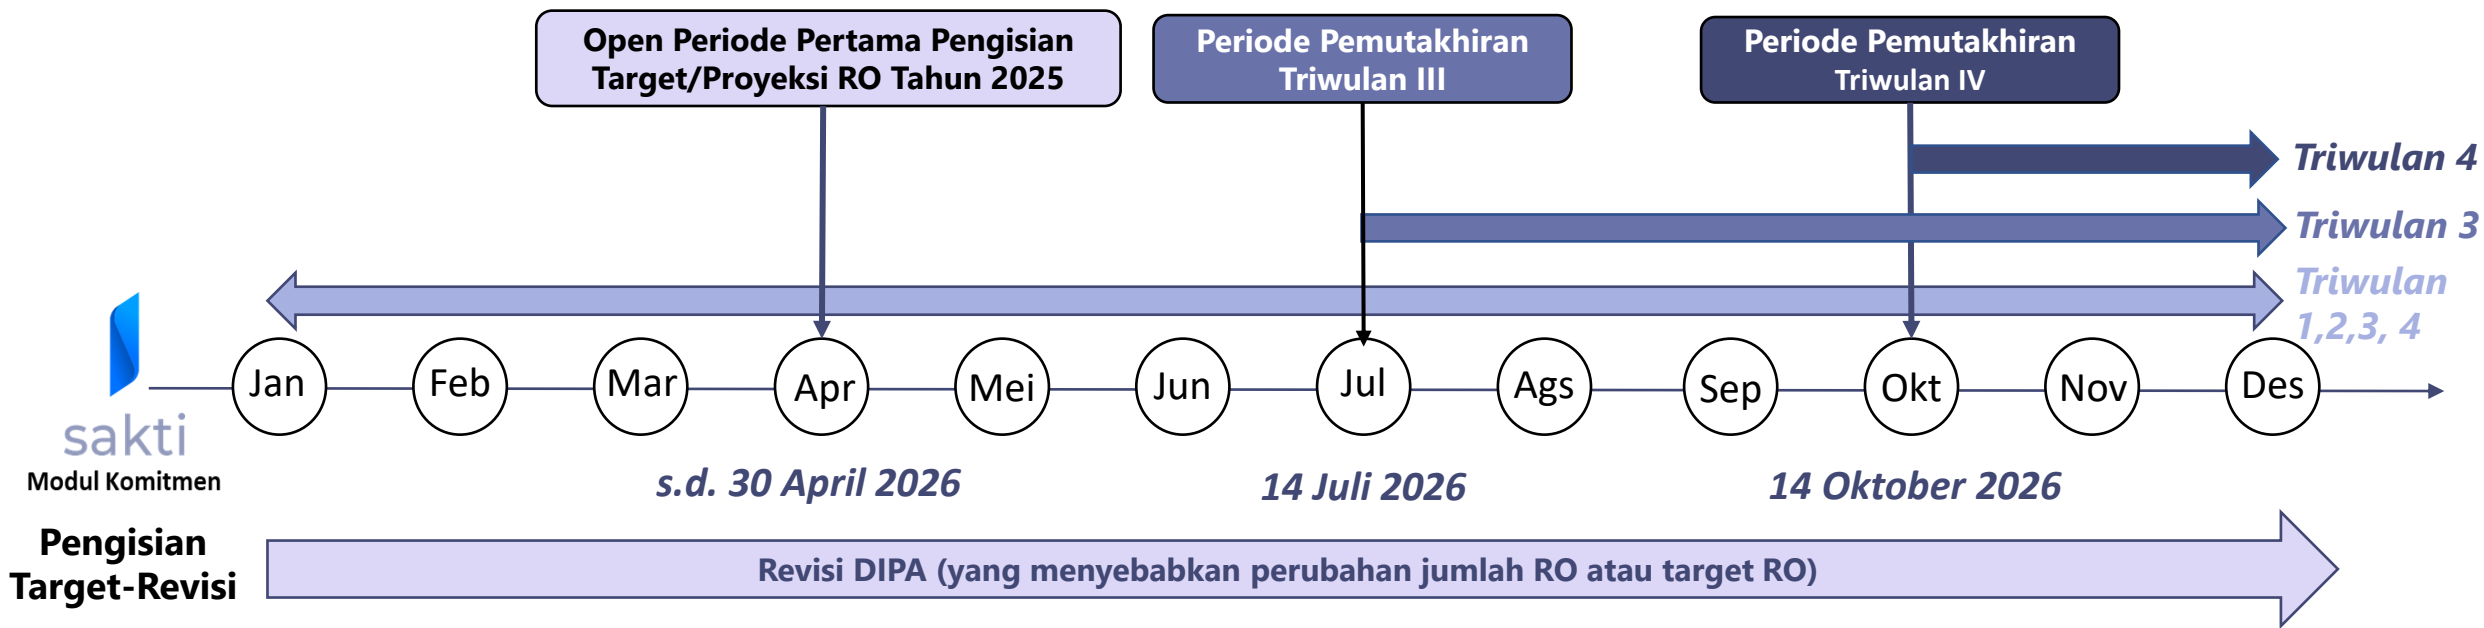 Open Periode Pertama Pengisian
Target/Proyeksi RO Tahun 2025
Periode Pemutakhiran
Triwulan III
Periode Pemutakhiran
Triwulan IV
Triwulan 4
Triwulan 3
Triwulan
1,2,3, 4
Jan
Feb
Mar
Apr
Mei
Jun
Jul
Ags
Sep
Okt
Nov
Des
sakti
Modul Komitmen
s.d. 30 April 2026
14 Juli 2026
14 Oktober 2026
Pengisian
Target-Revisi
Revisi DIPA (yang menyebabkan perubahan jumlah RO atau target RO)